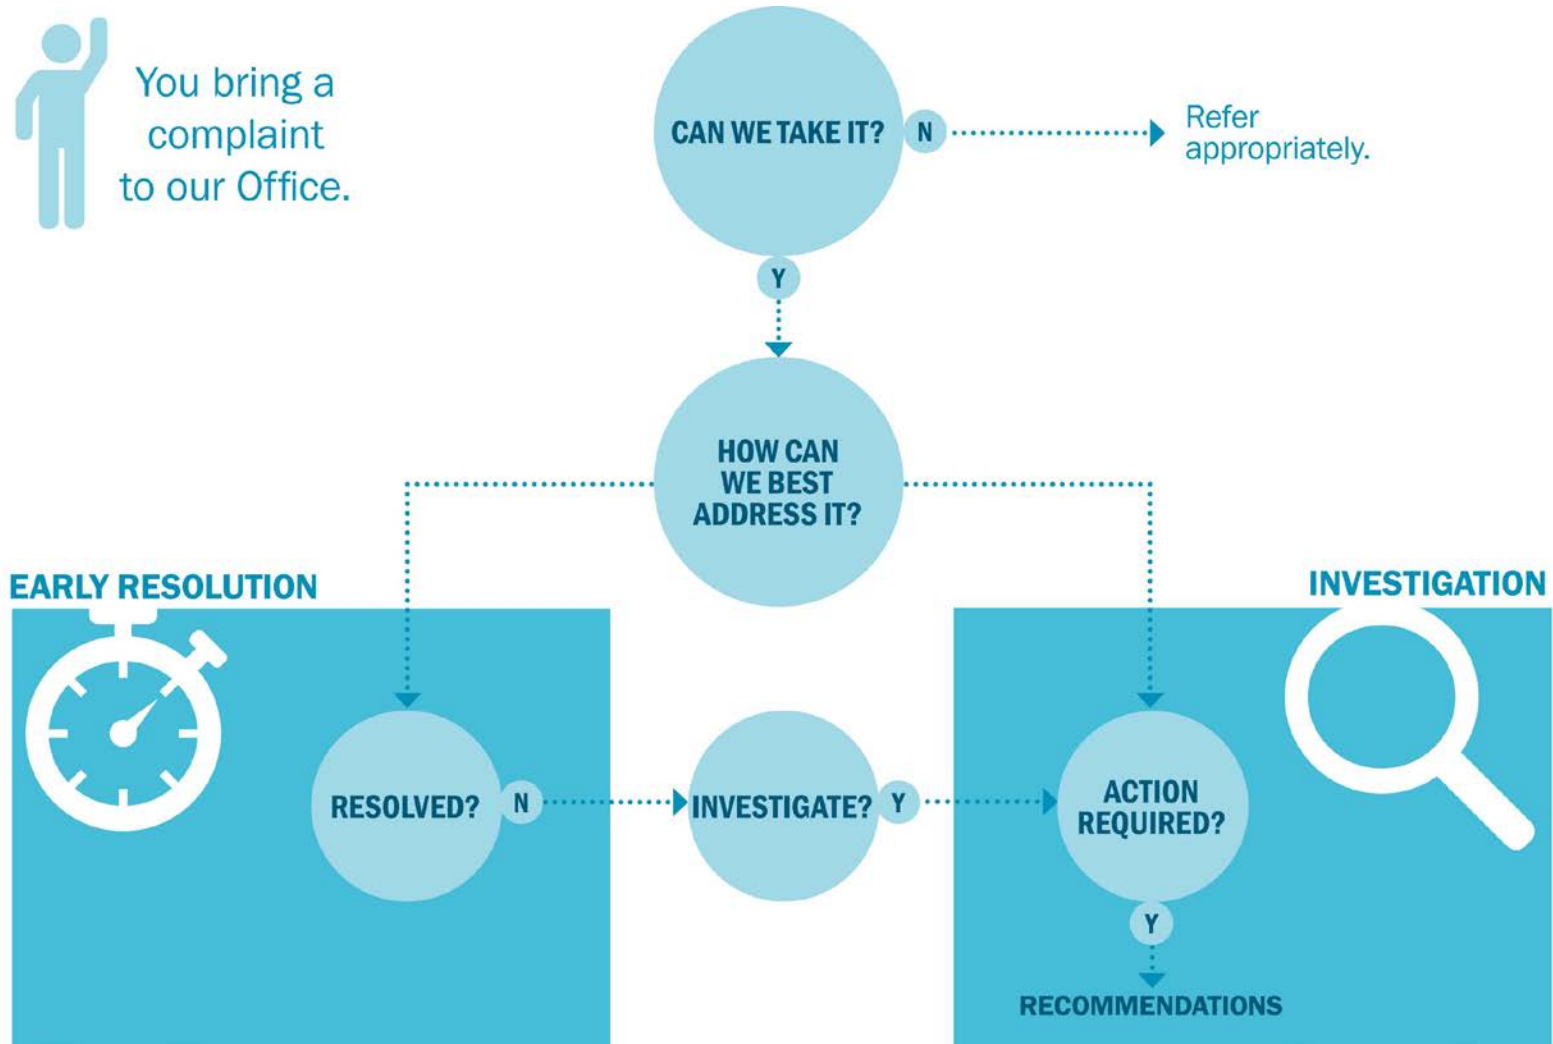 You bring a
complaint
to our Office.
CAN WE TAKE IT?
N
Refer
appropriately.
Y
HOW CAN
WE BEST
ADDRESS IT?
EARLY RESOLUTION
INVESTIGATION
RESOLVED?
N
INVESTIGATE?
Y
ACTION
REQUIRED?
Y
RECOMMENDATIONS